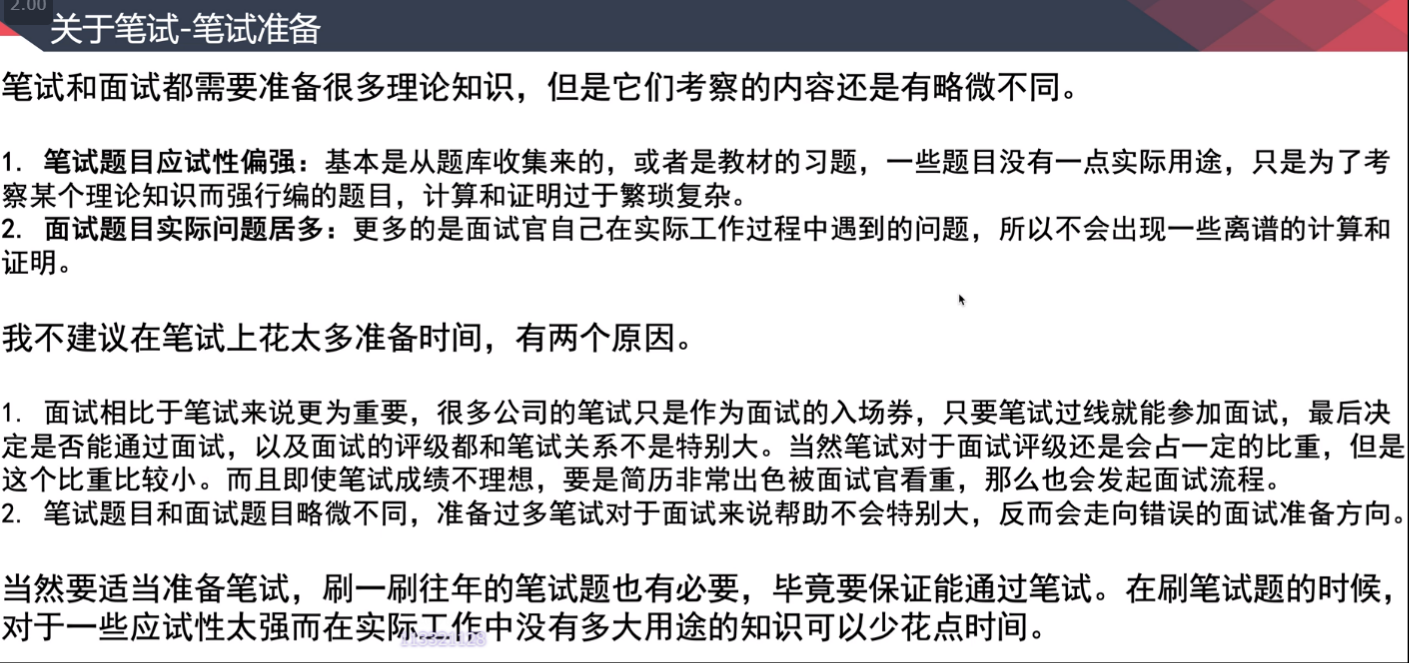 2.00
关于笔试-笔试准备
笔试和面试都需要准备很多理论知识，但是它们考察的内容还是有略微不同。
1. 笔试题目应试性偏强：基本是从题库收集来的，或者是教材的习题，一些题目没有一点实际用途，只是为了考
察某个理论知识而强行编的题目，计算和证明过于繁琐复杂。
2. 面试题目实际问题居多：更多的是面试官自己在实际工作过程中遇到的问题，所以不会出现一些离谱的计算和
证明。
我不建议在笔试上花太多准备时间，有两个原因。
1. 面试相比于笔试来说更为重要，很多公司的笔试只是作为面试的入场券，只要笔试过线就能参加面试，最后决
定是否能通过面试，以及面试的评级都和笔试关系不是特别大。当然笔试对于面试评级还是会占一定的比重，但是
这个比重比较小。而且即使笔试成绩不理想，要是简历非常出色被面试官看重，那么也会发起面试流程。
2. 笔试题目和面试题目略微不同，准备过多笔试对于面试来说帮助不会特别大，反而会走向错误的面试准备方向。
当然要适当准备笔试，刷一刷往年的笔试题也有必要，毕竟要保证能通过笔试。在刷笔试题的时候，
对于一些应试性太强而在实际工作中没有多大用途的知识可以少花点时间。